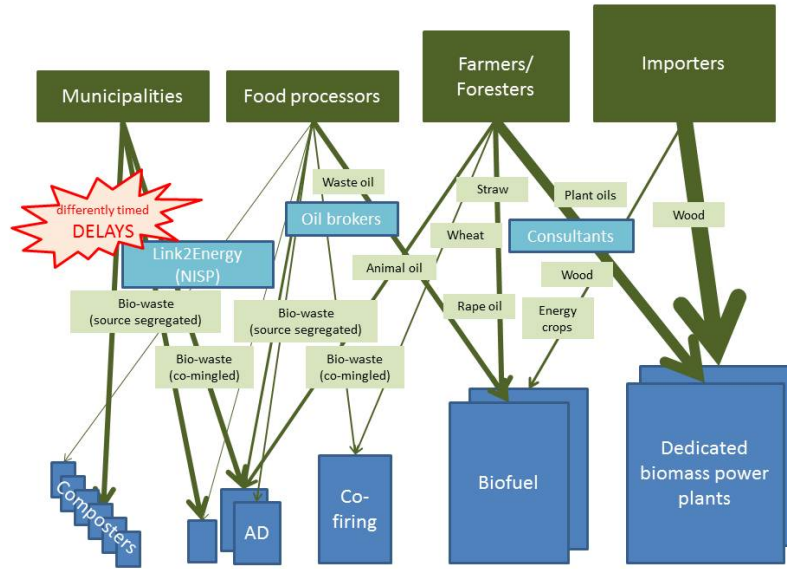 Municipalities
Food processors
Farmers/
Foresters
Importers
differently timed
DELAYS
Waste oil
Straw
Plant oils
Oil brokers
Wood
Wheat
Consultants
Link2Energy
(NISP)
Animal oil
Wood
Bio-waste
(source segregated)
Bio-waste
(source segregated)
Rape oil
Energy
crops
Bio-waste
(co-mingled)
Bio-waste
(co-mingled)
Composters
AD
Co-
firing
Biofuel
Dedicated
biomass power
plants